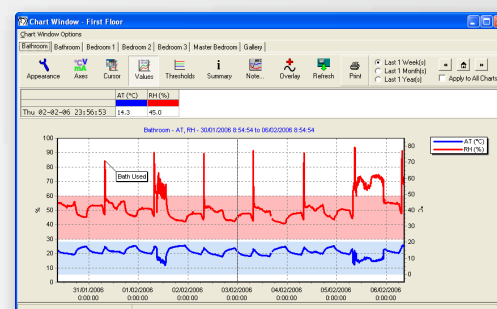 Chart Window - First Floor
Chart Window Options
Bathroom Bathroom Bedroom 1 Bedroom 2 Bedroom 3 Master Bedroom Gallery
Appearance Axes Cursor Values Thresholds Summary Note... Overlay Refresh Print
Last 1 Week(s)
Last 1 Month(s)
Last 1 Year(s)
Apply to All Charts
AT (°C) RH (%)
Thu 02-02-06 23:56:53 14.3 45.0
Bathroom - AT, RH - 30/01/2006 8:54:54 to 06/02/2006 8:54:54
AT (°C)
RH (%)
Bath Used
%
100
90
80
70
60
50
40
30
20
10
0
°C
80
70
60
50
40
30
20
10
0
31/01/2006 01/02/2006 02/02/2006 03/02/2006 04/02/2006 05/02/2006 06/02/2006
0:00:00 0:00:00 0:00:00 0:00:00 0:00:00 0:00:00 0:00:00